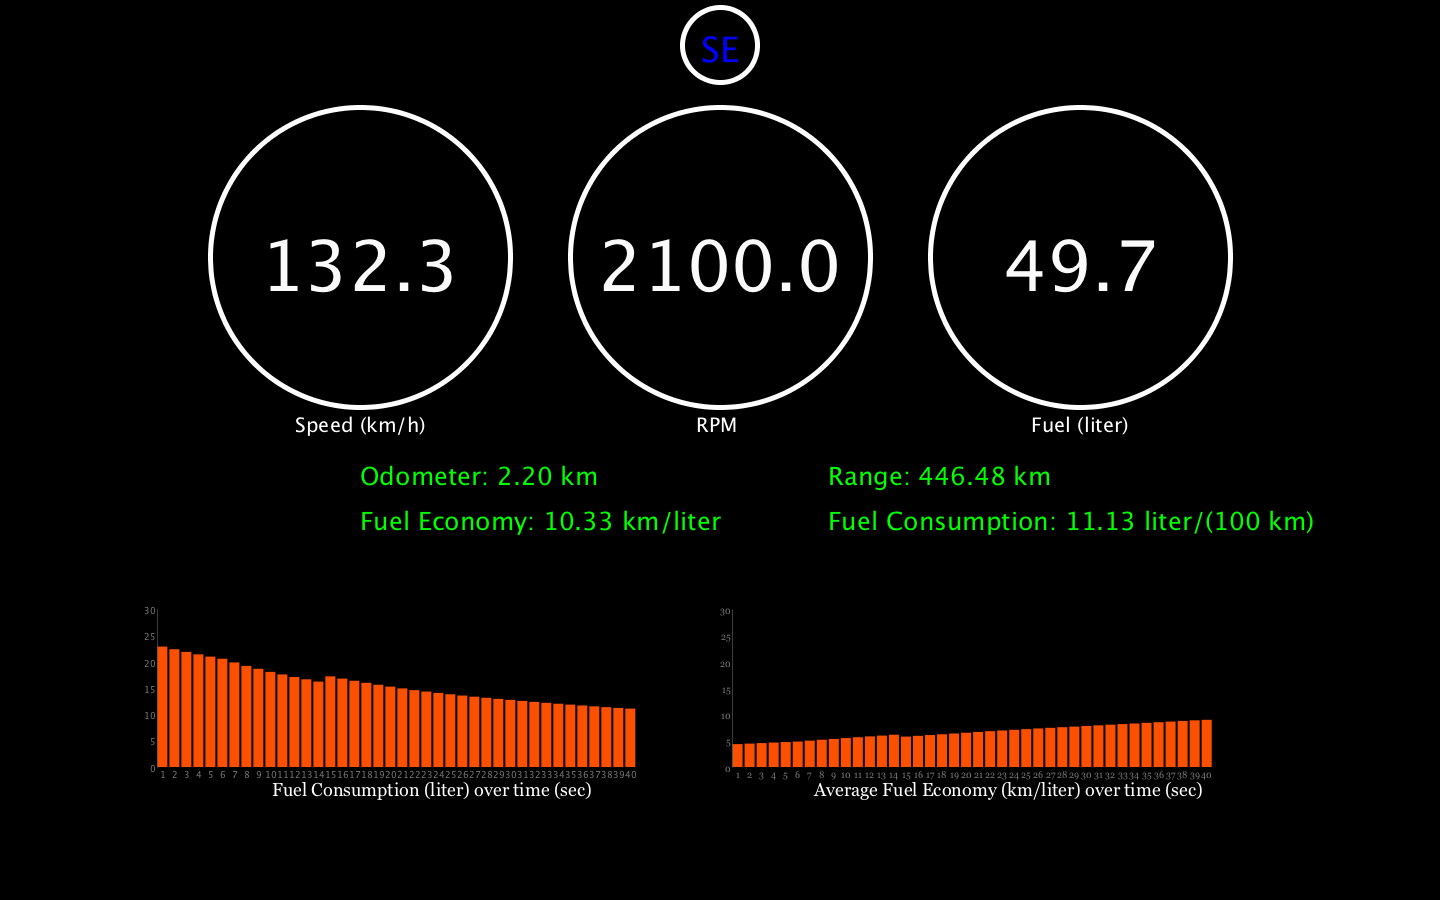 SE
132.3
2100.0
49.7
Speed (km/h)
RPM
Fuel (liter)
Odometer: 2.20 km
Range: 446.48 km
Fuel Economy: 10.33 km/liter
Fuel Consumption: 11.13 liter/(100 km)
30
25
20
15
10
5
0
1 2 3 4 5 6 7 8 9 10 11 12 13 14 15 16 17 18 19 20 21 22 23 24 25 26 27 28 29 30 31 32 33 34 35 36 37 38 39 40
Fuel Consumption (liter) over time (sec)
30
25
20
15
10
5
0
1 2 3 4 5 6 7 8 9 10 11 12 13 14 15 16 17 18 19 20 21 22 23 24 25 26 27 28 29 30 31 32 33 34 35 36 37 38 39 40
Average Fuel Economy (km/liter) over time (sec)